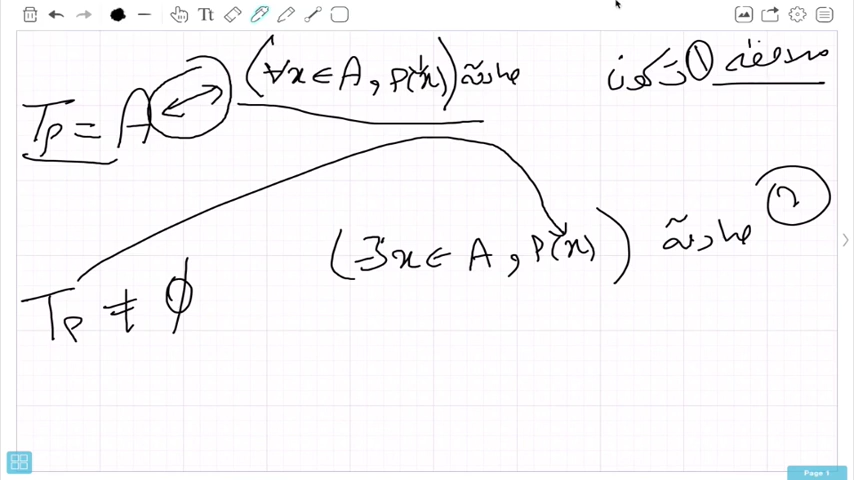 ملاحظة ① تكون
(∀x ∈ A, P(x)) صادقة ↔ T_P = A
② صادقة (∃x ∈ A, P(x))
T_P ≠ ∅
Page 1